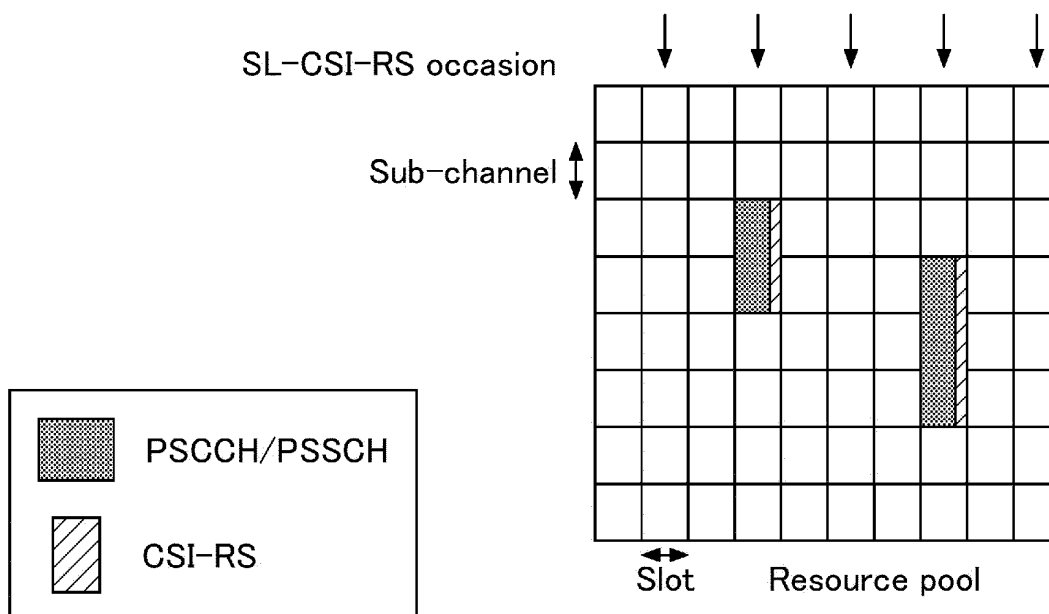 SL-CSI-RS occasion
Sub-channel
PSCCH/PSSCH
CSI-RS
Slot
Resource pool